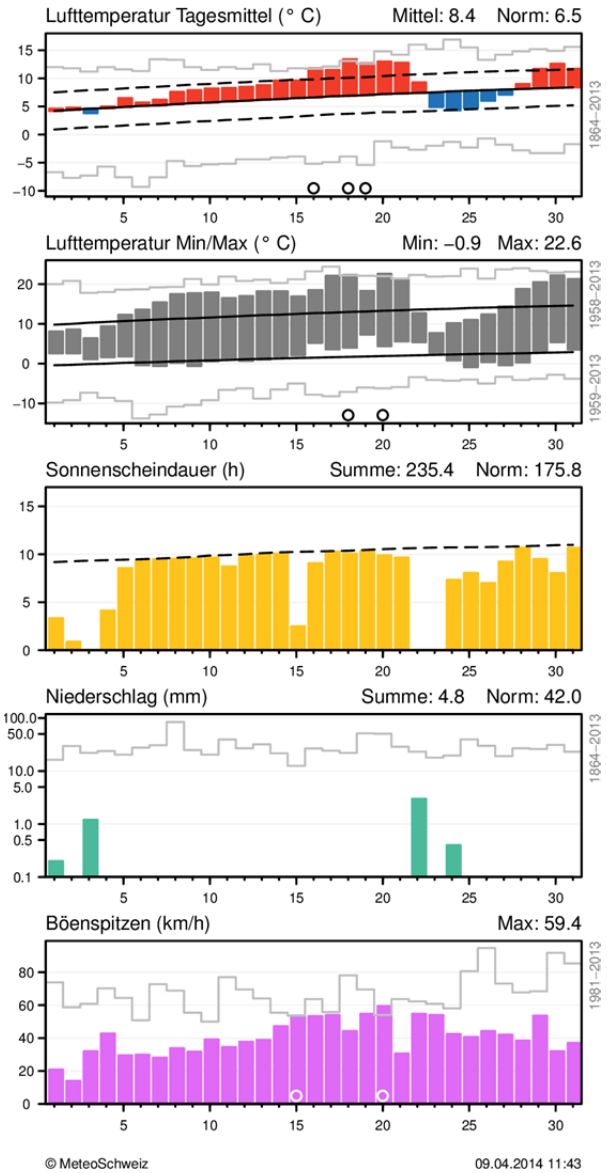 Lufttemperatur Tagesmittel (° C) Mittel: 8.4 Norm: 6.5
15
10
5
0
−5
−10
1864−2013
5 10 15 20 25 30
Lufttemperatur Min/Max (° C) Min: −0.9 Max: 22.6
20
10
0
−10
1958−2013
1959−2013
5 10 15 20 25 30
Sonnenscheindauer (h) Summe: 235.4 Norm: 175.8
15
10
5
0
5 10 15 20 25 30
Niederschlag (mm) Summe: 4.8 Norm: 42.0
100.0
50.0
10.0
5.0
1.0
0.5
0.1
1864−2013
5 10 15 20 25 30
Böenspitzen (km/h) Max: 59.4
80
60
40
20
0
1981−2013
5 10 15 20 25 30
© MeteoSchweiz 09.04.2014 11:43